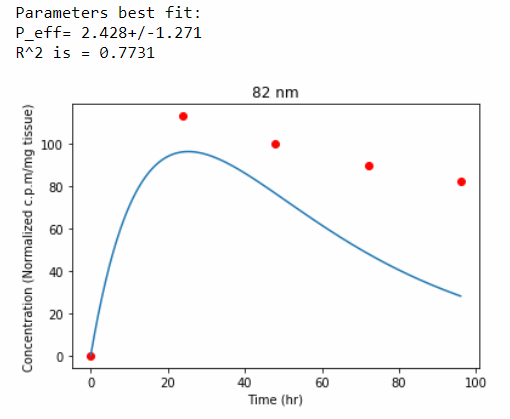 Parameters best fit:
P_eff= 2.428+/-1.271
R^2 is = 0.7731
82 nm
Concentration (Normalized c.p.m/mg tissue)
100
80
60
40
20
0
0 20 40 60 80 100
Time (hr)